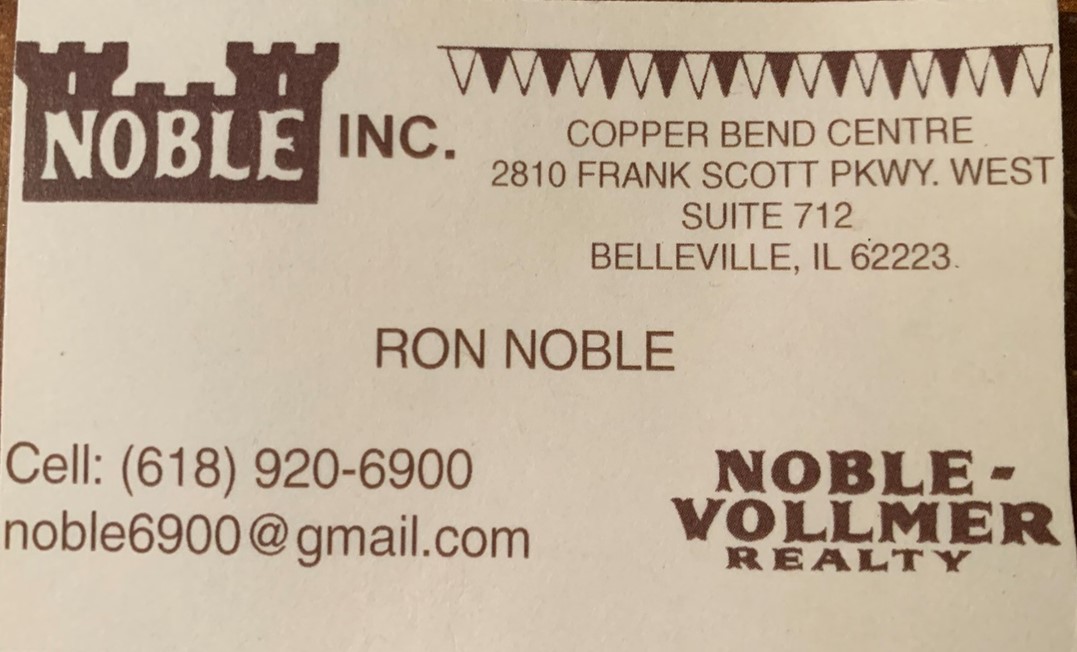 NOBLE INC.
COPPER BEND CENTRE
2810 FRANK SCOTT PKWY. WEST
SUITE 712
BELLEVILLE, IL 62223
RON NOBLE
Cell: (618) 920-6900
noble6900@gmail.com
NOBLE-
VOLLMER
REALTY